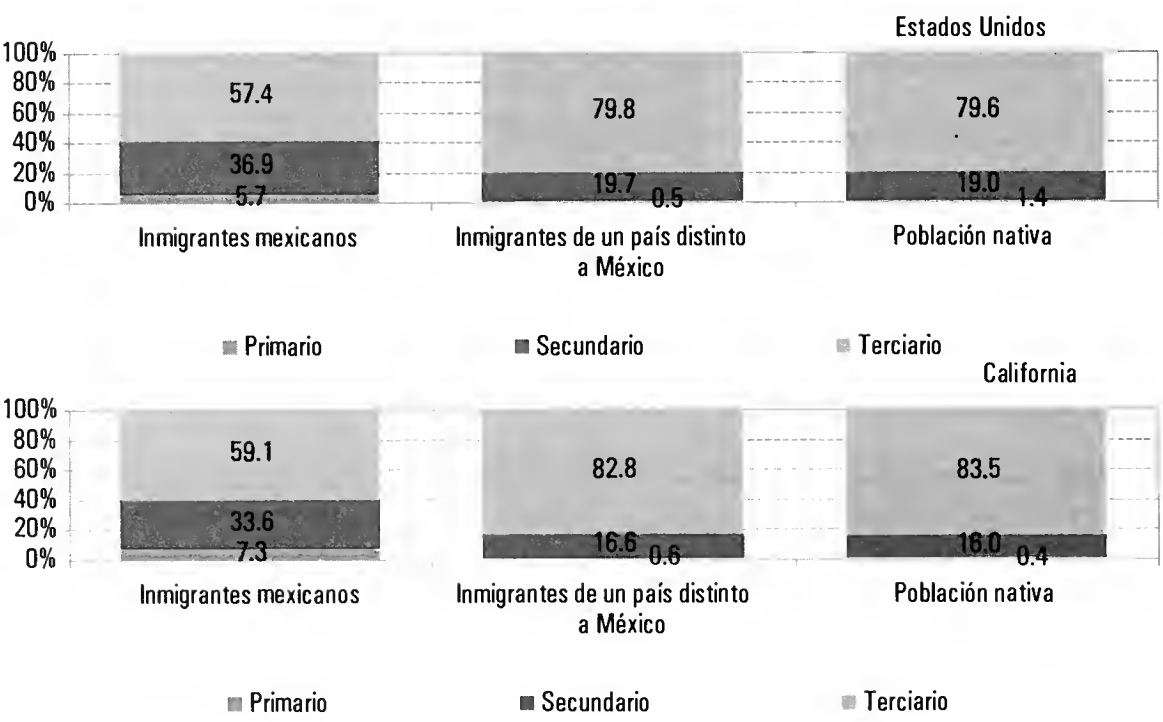 Estados Unidos
100%
80%
60%
40%
20%
0%
57.4
36.9
5.7
79.8
19.7
0.5
79.6
19.0
1.4
Inmigrantes mexicanos
Inmigrantes de un país distinto
a México
Población nativa
Primario Secundario Terciario
California
100%
80%
60%
40%
20%
0%
59.1
33.6
7.3
82.8
16.6
0.6
83.5
16.0
0.4
Inmigrantes mexicanos
Inmigrantes de un país distinto
a México
Población nativa
Primario Secundario Terciario